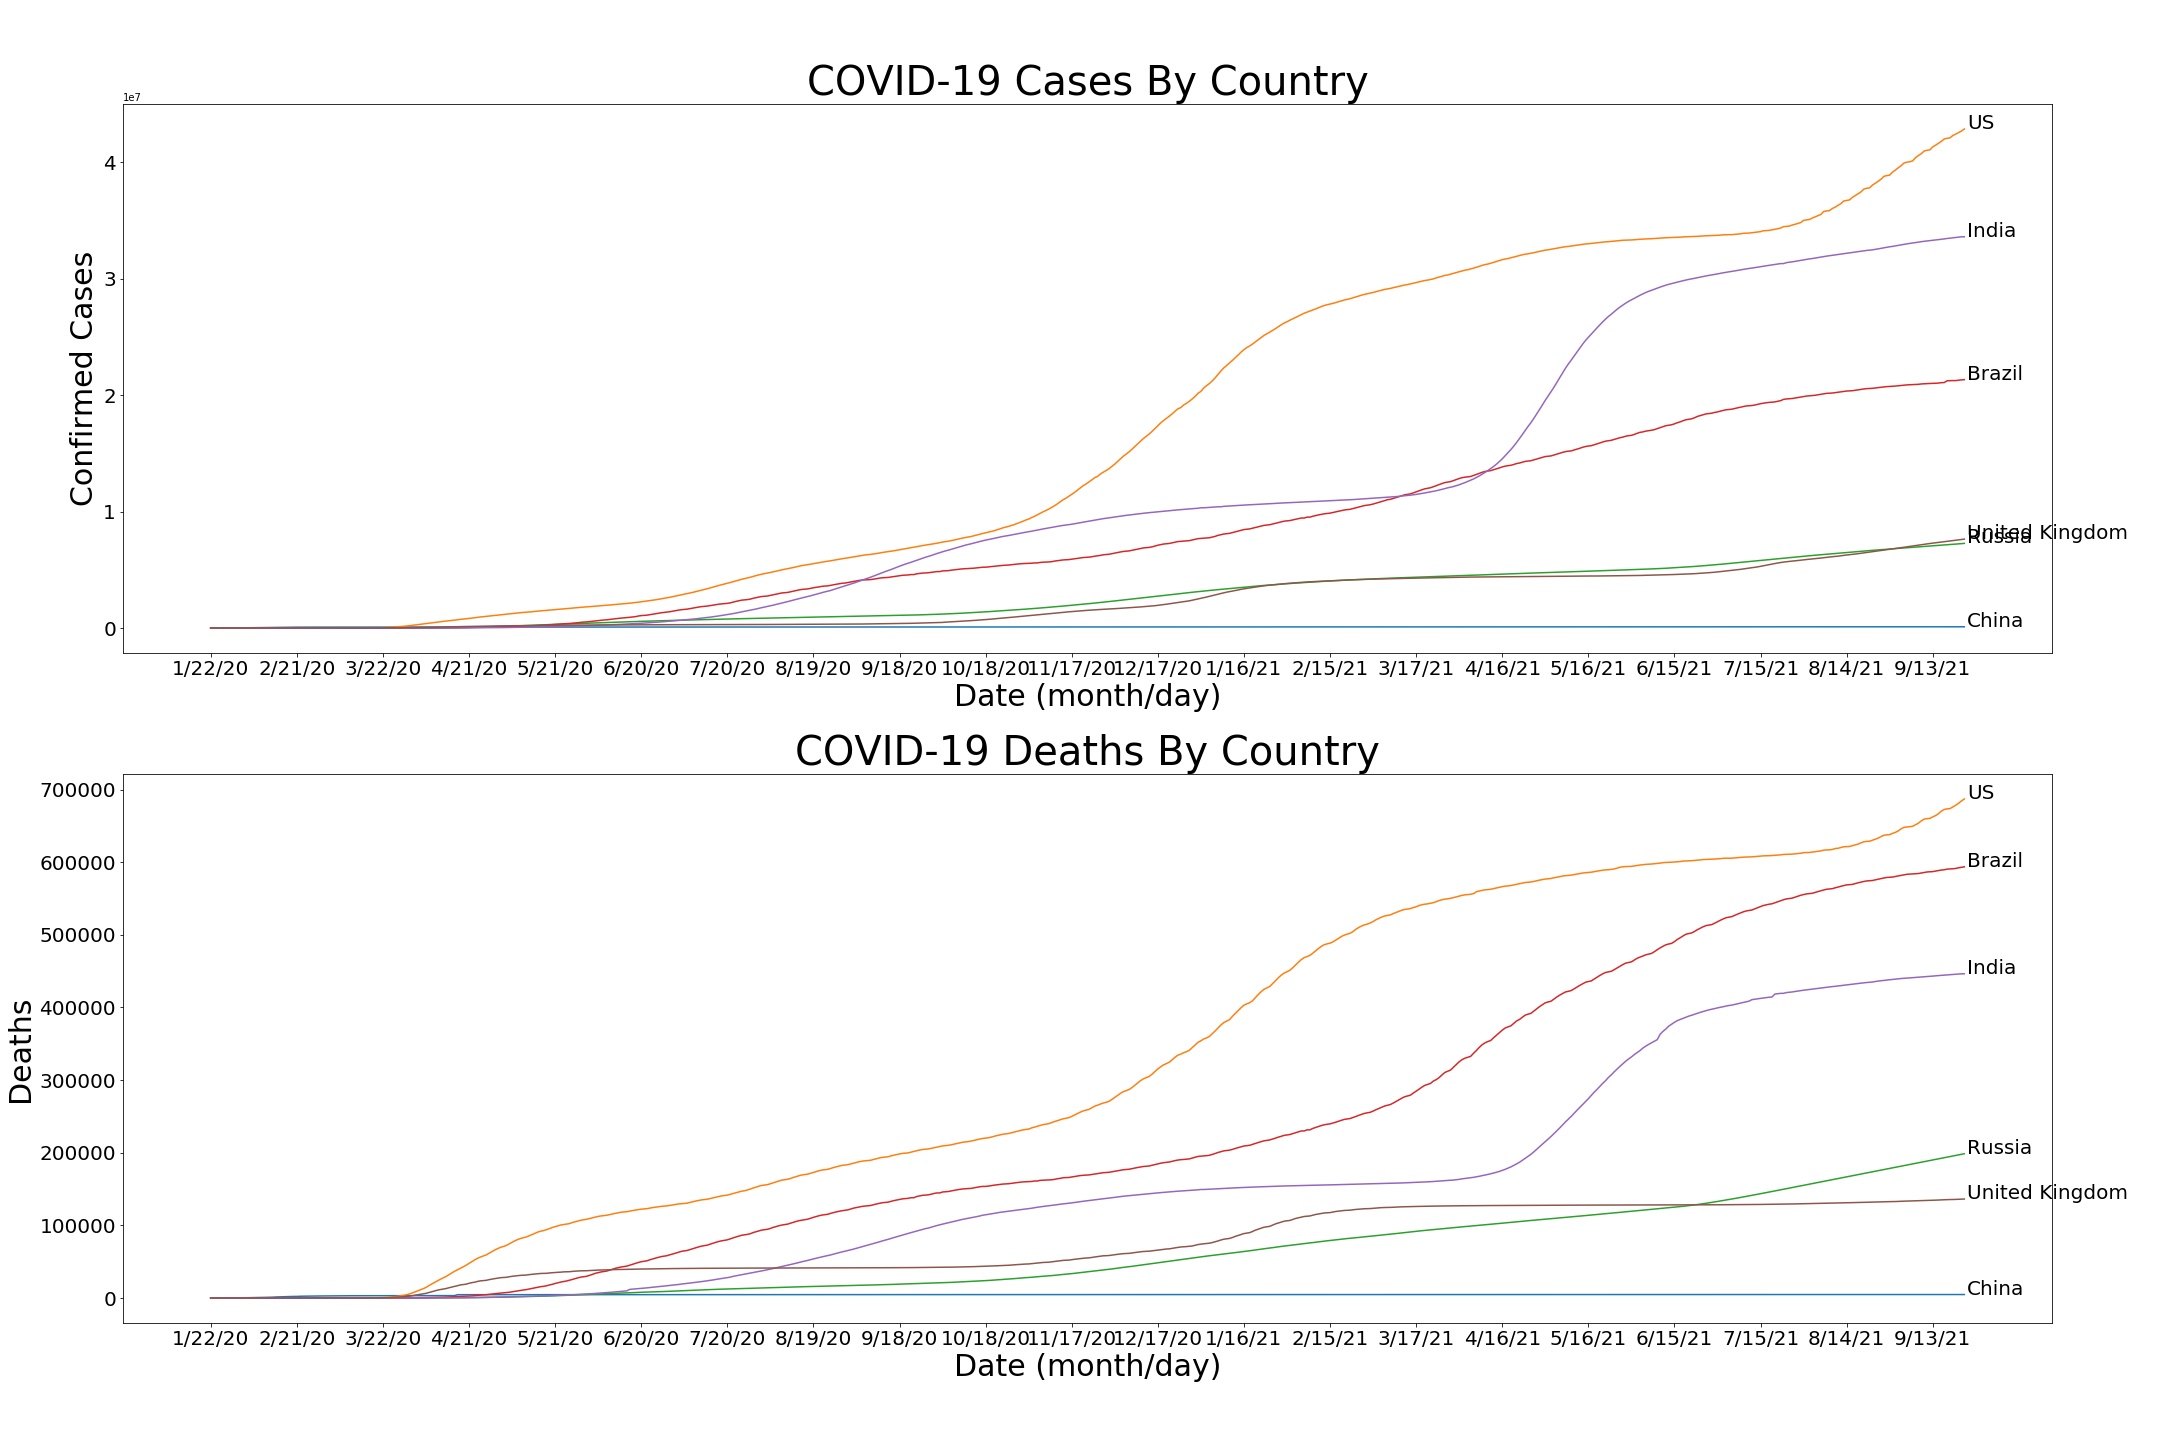 COVID-19 Cases By Country
1e7
US
4
India
3
Confirmed Cases
Brazil
2
1
United Kingdom
Russia
China
0
1/22/20 2/21/20 3/22/20 4/21/20 5/21/20 6/20/20 7/20/20 8/19/20 9/18/20 10/18/20 11/17/20 12/17/20 1/16/21 2/15/21 3/17/21 4/16/21 5/16/21 6/15/21 7/15/21 8/14/21 9/13/21
Date (month/day)
COVID-19 Deaths By Country
700000
US
600000
Brazil
500000
India
400000
Deaths
300000
200000
Russia
United Kingdom
100000
China
0
1/22/20 2/21/20 3/22/20 4/21/20 5/21/20 6/20/20 7/20/20 8/19/20 9/18/20 10/18/20 11/17/20 12/17/20 1/16/21 2/15/21 3/17/21 4/16/21 5/16/21 6/15/21 7/15/21 8/14/21 9/13/21
Date (month/day)